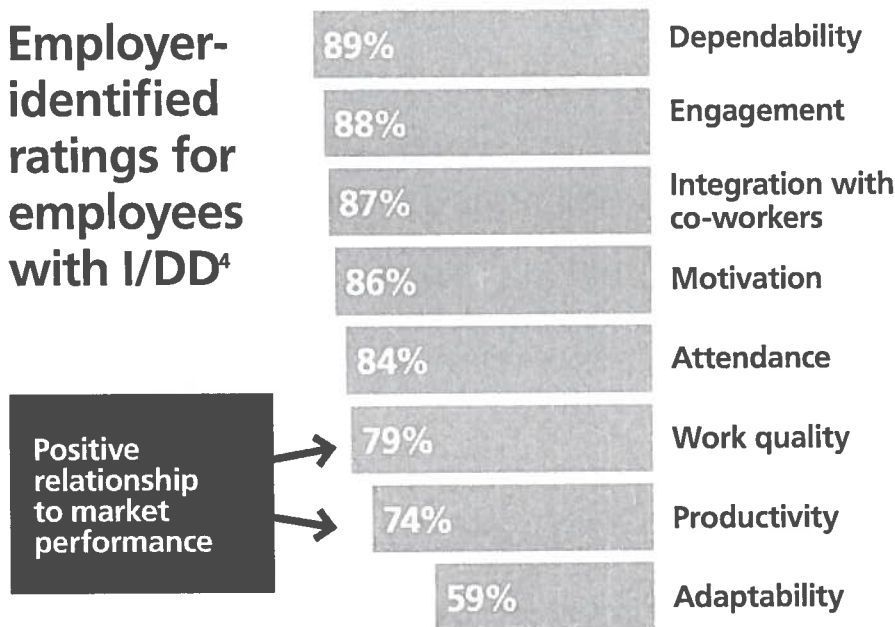 Employer-
identified
ratings for
employees
with I/DD⁴
89% Dependability
88% Engagement
87% Integration with
co-workers
86% Motivation
84% Attendance
79% Work quality
74% Productivity
59% Adaptability
Positive
relationship
to market
performance